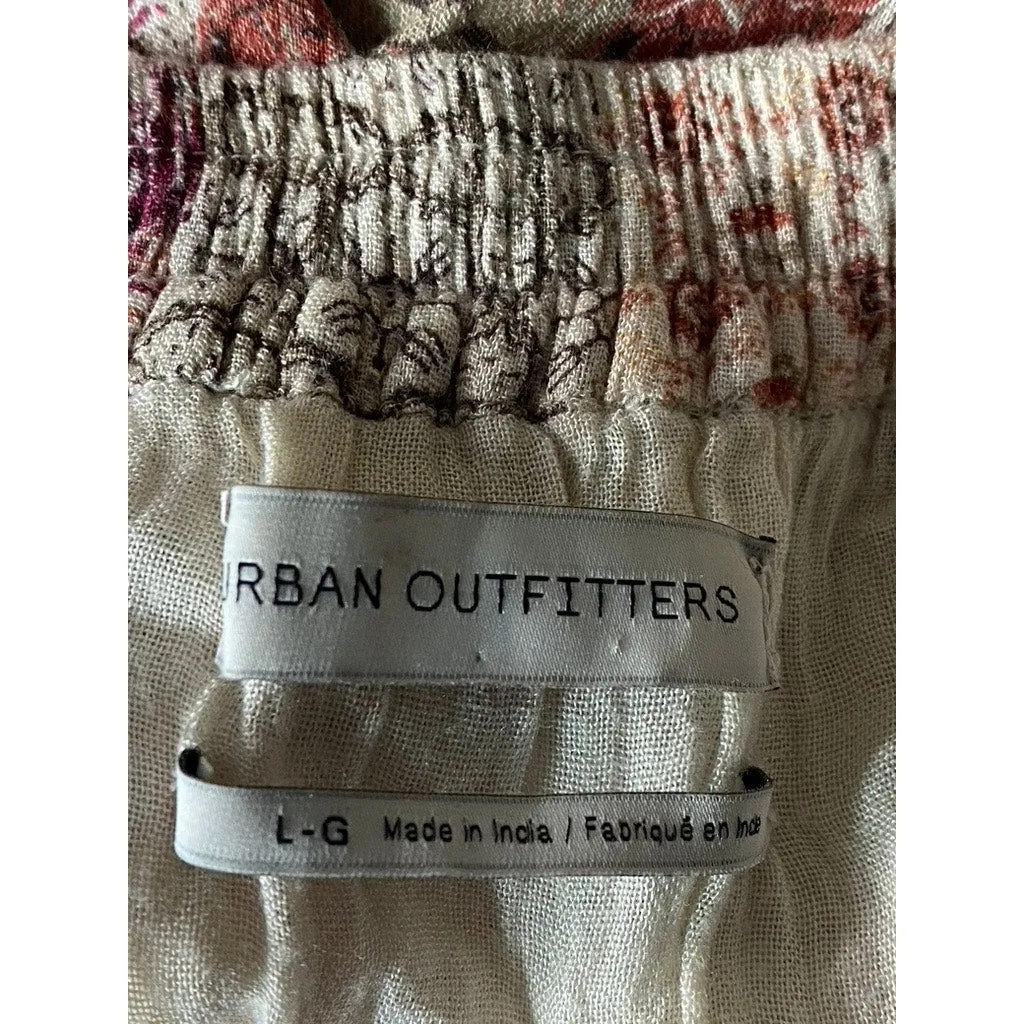 URBAN OUTFITTERS
L-G Made in India / Fabriqué en Inde